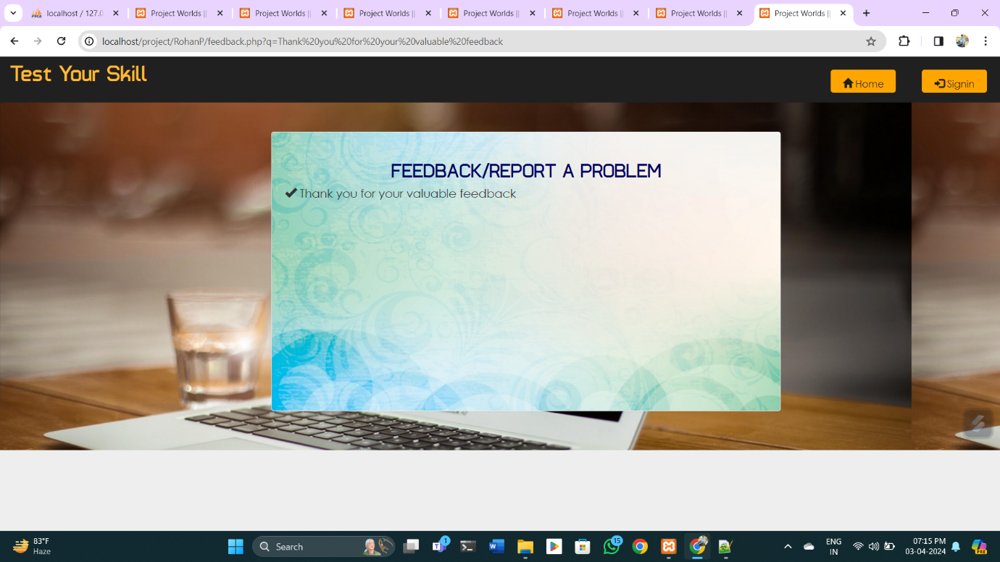 localhost / 127.0
Project Worlds ||
Project Worlds ||
Project Worlds ||
Project Worlds ||
Project Worlds ||
Project Worlds ||
Project Worlds ||
localhost/project/RohanP/feedback.php?q=Thank%20you%20for%20your%20valuable%20feedback
Test Your Skill
Home
Signin
FEEDBACK/REPORT A PROBLEM
Thank you for your valuable feedback
83°F
Haze
Search
1
15
ENG
IN
07:15 PM
03-04-2024
PRE